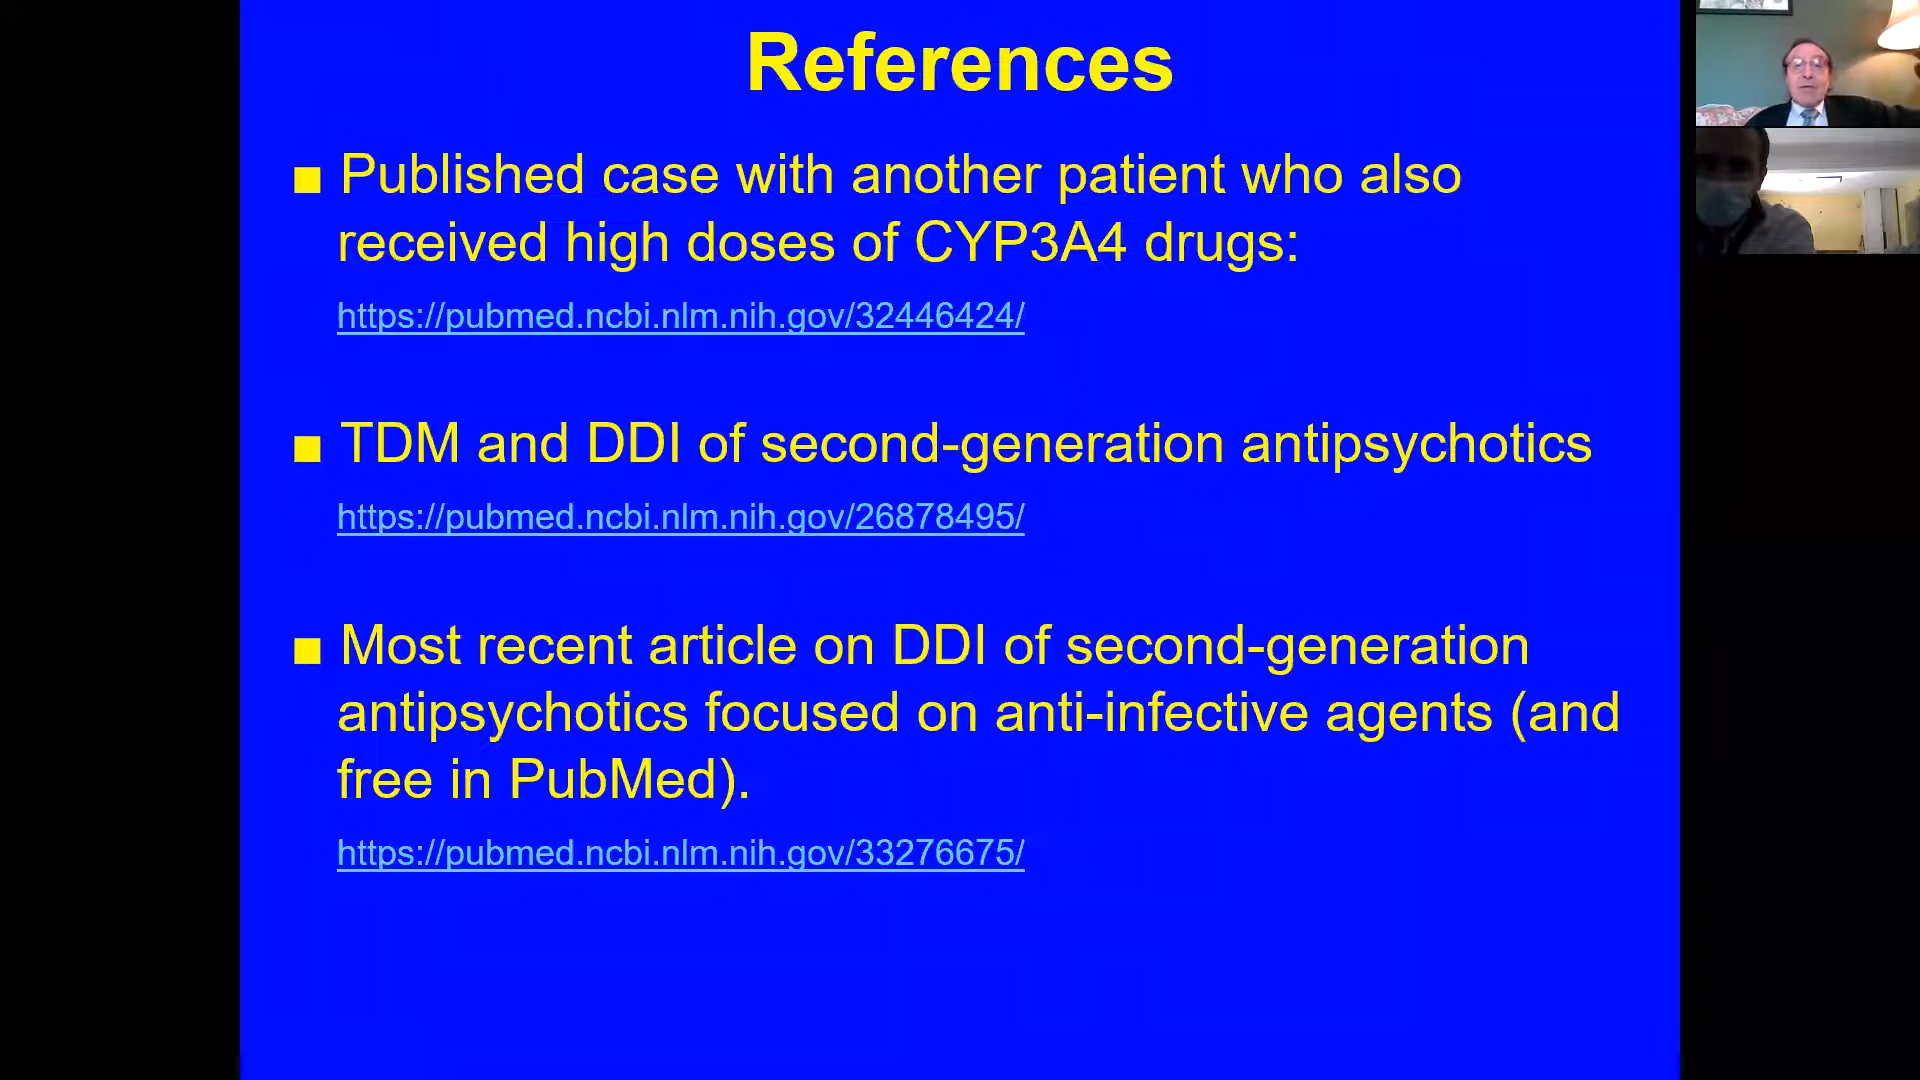 References
■ Published case with another patient who also
received high doses of CYP3A4 drugs:
https://pubmed.ncbi.nlm.nih.gov/32446424/
■ TDM and DDI of second-generation antipsychotics
https://pubmed.ncbi.nlm.nih.gov/26878495/
■ Most recent article on DDI of second-generation
antipsychotics focused on anti-infective agents (and
free in PubMed).
https://pubmed.ncbi.nlm.nih.gov/33276675/